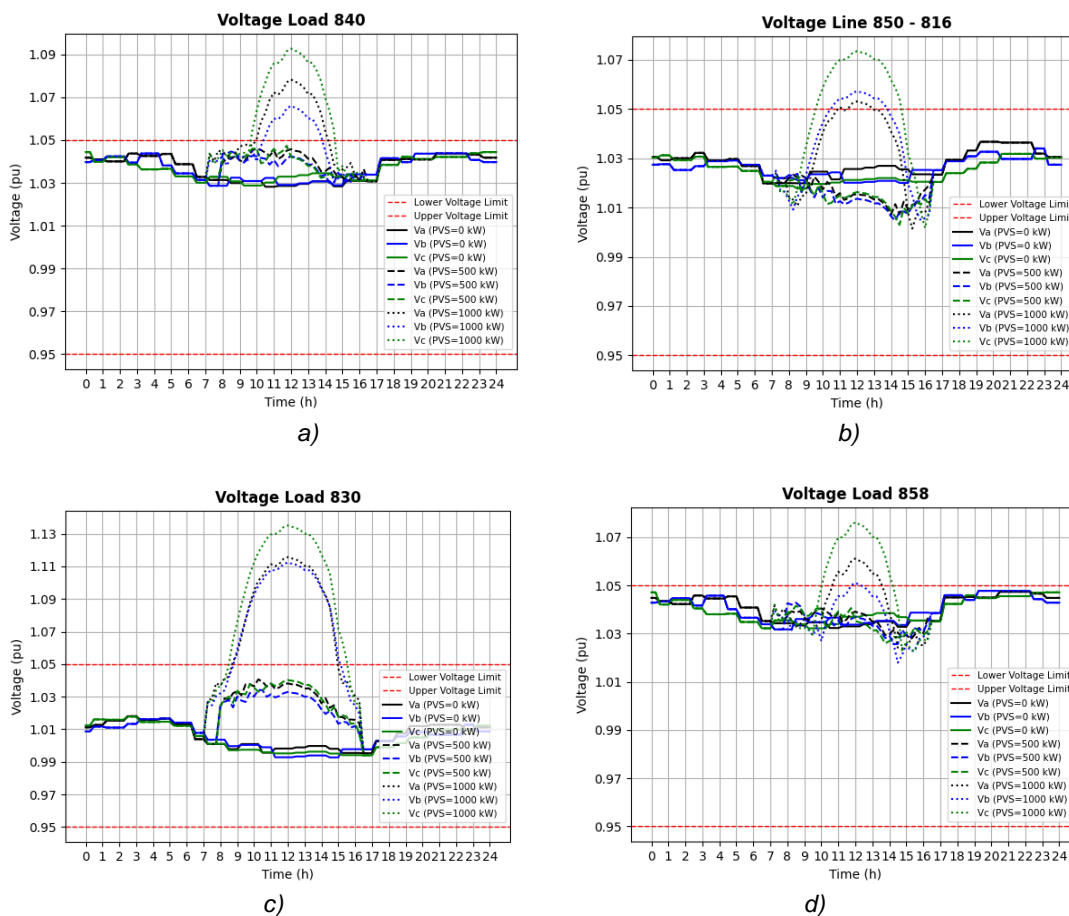 Voltage Load 840
Voltage (pu)
1.09
1.07
1.05
1.03
1.01
0.99
0.97
0.95
Lower Voltage Limit
Upper Voltage Limit
Va (PVS=0 kW)
Vb (PVS=0 kW)
Vc (PVS=0 kW)
Va (PVS=500 kW)
Vb (PVS=500 kW)
Vc (PVS=500 kW)
Va (PVS=1000 kW)
Vb (PVS=1000 kW)
Vc (PVS=1000 kW)
0 1 2 3 4 5 6 7 8 9 10 11 12 13 14 15 16 17 18 19 20 21 22 23 24
Time (h)
a)
Voltage Line 850 - 816
Voltage (pu)
1.07
1.05
1.03
1.01
0.99
0.97
0.95
Lower Voltage Limit
Upper Voltage Limit
Va (PVS=0 kW)
Vb (PVS=0 kW)
Vc (PVS=0 kW)
Va (PVS=500 kW)
Vb (PVS=500 kW)
Vc (PVS=500 kW)
Va (PVS=1000 kW)
Vb (PVS=1000 kW)
Vc (PVS=1000 kW)
0 1 2 3 4 5 6 7 8 9 10 11 12 13 14 15 16 17 18 19 20 21 22 23 24
Time (h)
b)
Voltage Load 830
Voltage (pu)
1.13
1.11
1.09
1.07
1.05
1.03
1.01
0.99
0.97
0.95
Lower Voltage Limit
Upper Voltage Limit
Va (PVS=0 kW)
Vb (PVS=0 kW)
Vc (PVS=0 kW)
Va (PVS=500 kW)
Vb (PVS=500 kW)
Vc (PVS=500 kW)
Va (PVS=1000 kW)
Vb (PVS=1000 kW)
Vc (PVS=1000 kW)
0 1 2 3 4 5 6 7 8 9 10 11 12 13 14 15 16 17 18 19 20 21 22 23 24
Time (h)
c)
Voltage Load 858
Voltage (pu)
1.07
1.05
1.03
1.01
0.99
0.97
0.95
Lower Voltage Limit
Upper Voltage Limit
Va (PVS=0 kW)
Vb (PVS=0 kW)
Vc (PVS=0 kW)
Va (PVS=500 kW)
Vb (PVS=500 kW)
Vc (PVS=500 kW)
Va (PVS=1000 kW)
Vb (PVS=1000 kW)
Vc (PVS=1000 kW)
0 1 2 3 4 5 6 7 8 9 10 11 12 13 14 15 16 17 18 19 20 21 22 23 24
Time (h)
d)